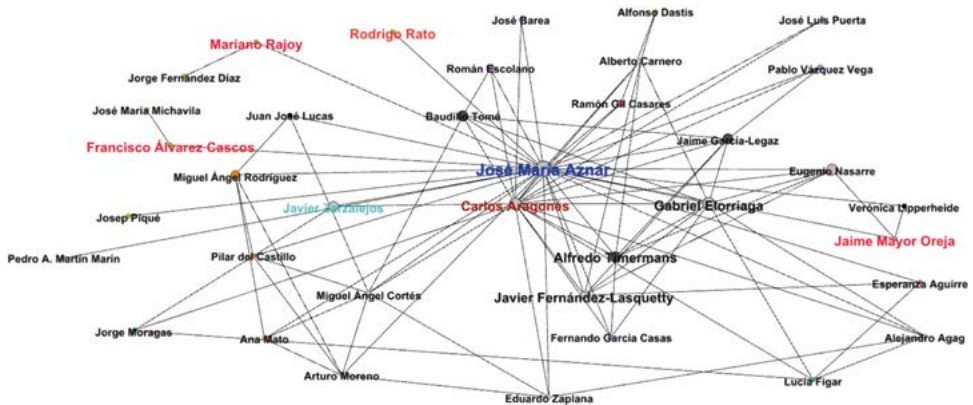 José Barea
Alfonso Dastis
José Luis Puerta
Rodrigo Rato
Mariano Rajoy
Román Escolano
Alberto Carnero
Pablo Vázquez Vega
Jorge Fernández Díaz
José María Michavila
Juan José Lucas
Baudilio Tomé
Ramón Gil Casares
Francisco Álvarez Cascos
Jaime García-Legaz
José María Aznar
Eugenio Nasarre
Miguel Ángel Rodríguez
Javier Zarzalejos
Carlos Aragonés
Gabriel Elorriaga
Verónica Lipperheide
Josep Piqué
Jaime Mayor Oreja
Pedro A. Martín Marín
Pilar del Castillo
Alfredo Timermans
Esperanza Aguirre
Miguel Ángel Cortés
Javier Fernández-Lasquetty
Jorge Moragas
Ana Mato
Fernando García Casas
Alejandro Agag
Arturo Moreno
Lucía Figar
Eduardo Zaplana